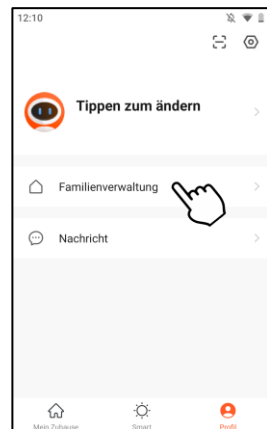 12:10
Tippen zum ändern
Familienverwaltung
Nachricht
Mein Zuhause
Smart
Profil